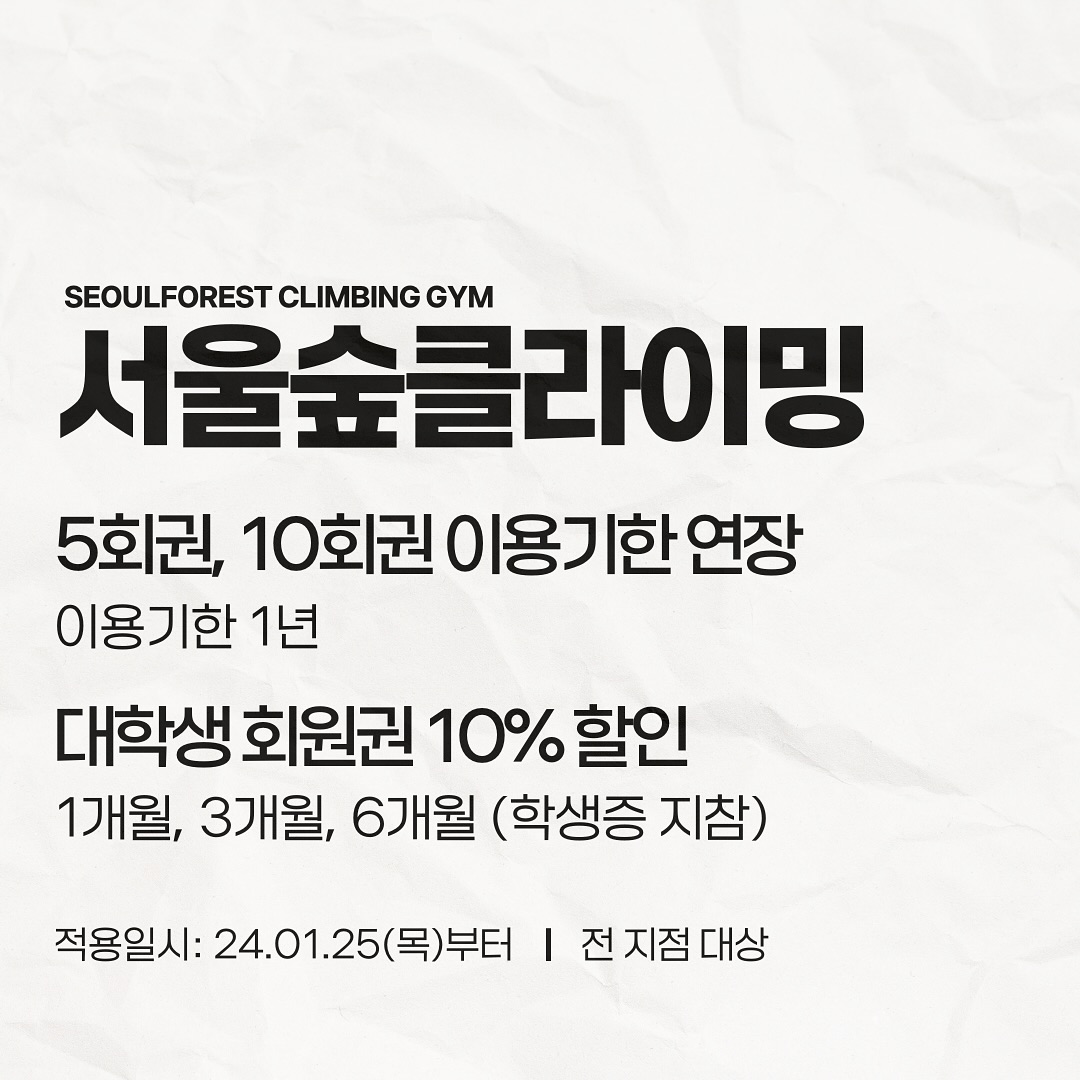 SEOULFOREST CLIMBING GYM
서울숲클라이밍
5회권, 10회권 이용기한 연장
이용기한 1년
대학생 회원권 10% 할인
1개월, 3개월, 6개월 (학생증 지참)
적용일시: 24.01.25(목)부터 | 전 지점 대상